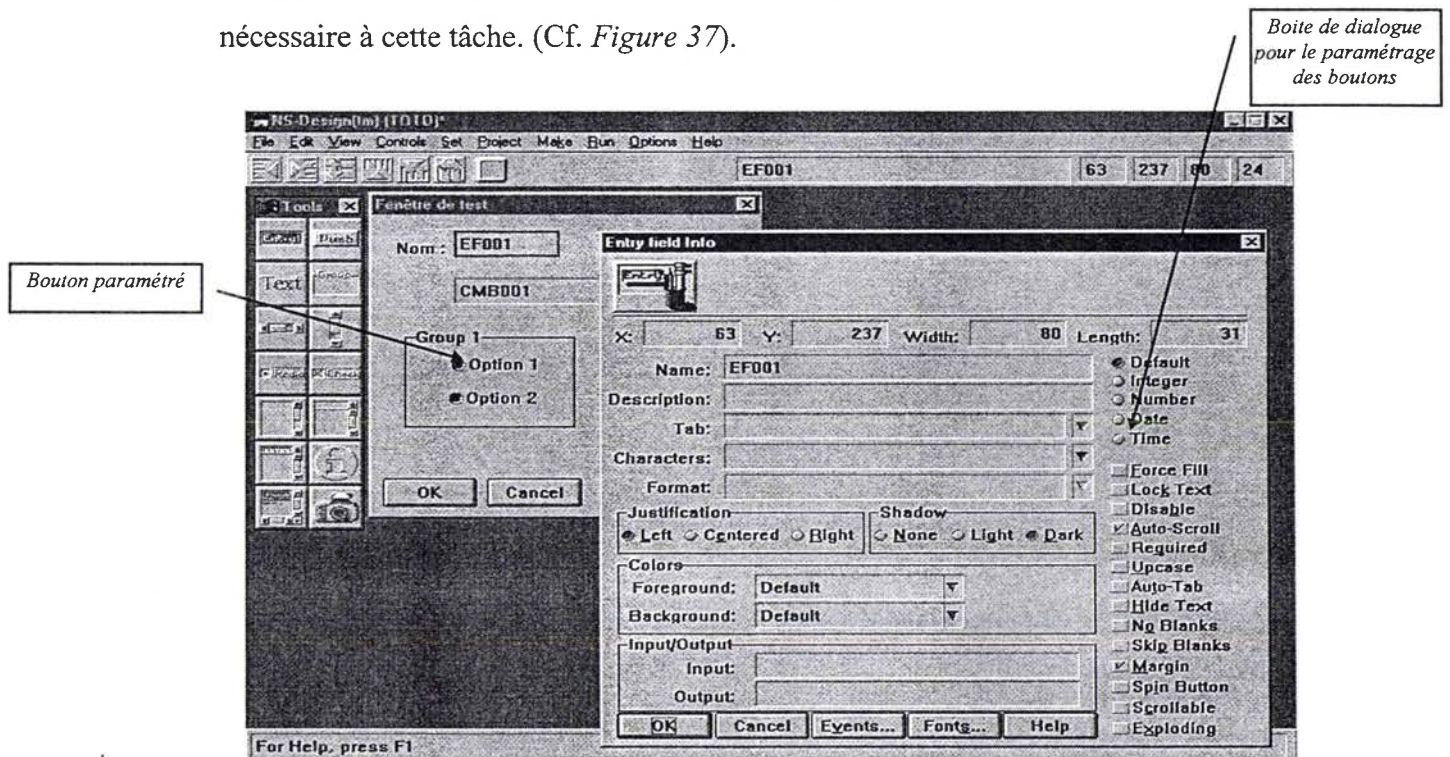 nécessaire à cette tâche. (Cf. Figure 37).
Boite de dialogue
pour le paramétrage
des boutons
NS-Design(tm) (TOTO)*
File Edit View Controls Set Project Make Run Options Help
EF001 63 237 80 24
Tools
Push
Text
Radio
Fenêtre de test
Nom : EF001
CMB001
Group 1
Option 1
Option 2
OK Cancel
Bouton paramétré
Entry field Info
X: 63 Y: 237 Width: 80 Length: 31
Name: EF001
Description:
Tab:
Characters:
Format:
Default
Integer
Number
Date
Time
Force Fill
Lock Text
Disable
Auto-Scroll
Required
Upcase
Auto-Tab
Hide Text
No Blanks
Skip Blanks
Margin
Spin Button
Scrollable
Exploding
Justification
Left Centered Right
Shadow
None Light Dark
Colors
Foreground: Default
Background: Default
Input/Output
Input:
Output:
OK Cancel Events... Fonts... Help
For Help, press F1